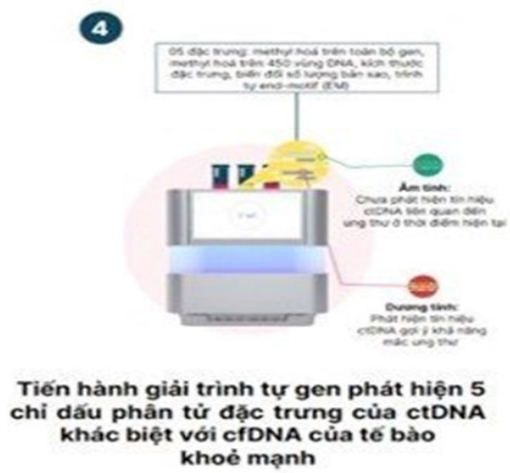 4
05 đặc trưng: methyl hoá trên toàn bộ gen,
methyl hoá trên 450 vùng DNA, kích thước
đặc trưng, biến đổi số lượng bản sao, trình
tự end-motif (EM)
Âm tính:
Chưa phát hiện tín hiệu
ctDNA liên quan đến
ung thư ở thời điểm hiện tại
Dương tính:
Phát hiện tín hiệu
ctDNA gợi ý khả năng
mắc ung thư
Tiến hành giải trình tự gen phát hiện 5
chỉ dấu phân tử đặc trưng của ctDNA
khác biệt với cfDNA của tế bào
khoẻ mạnh